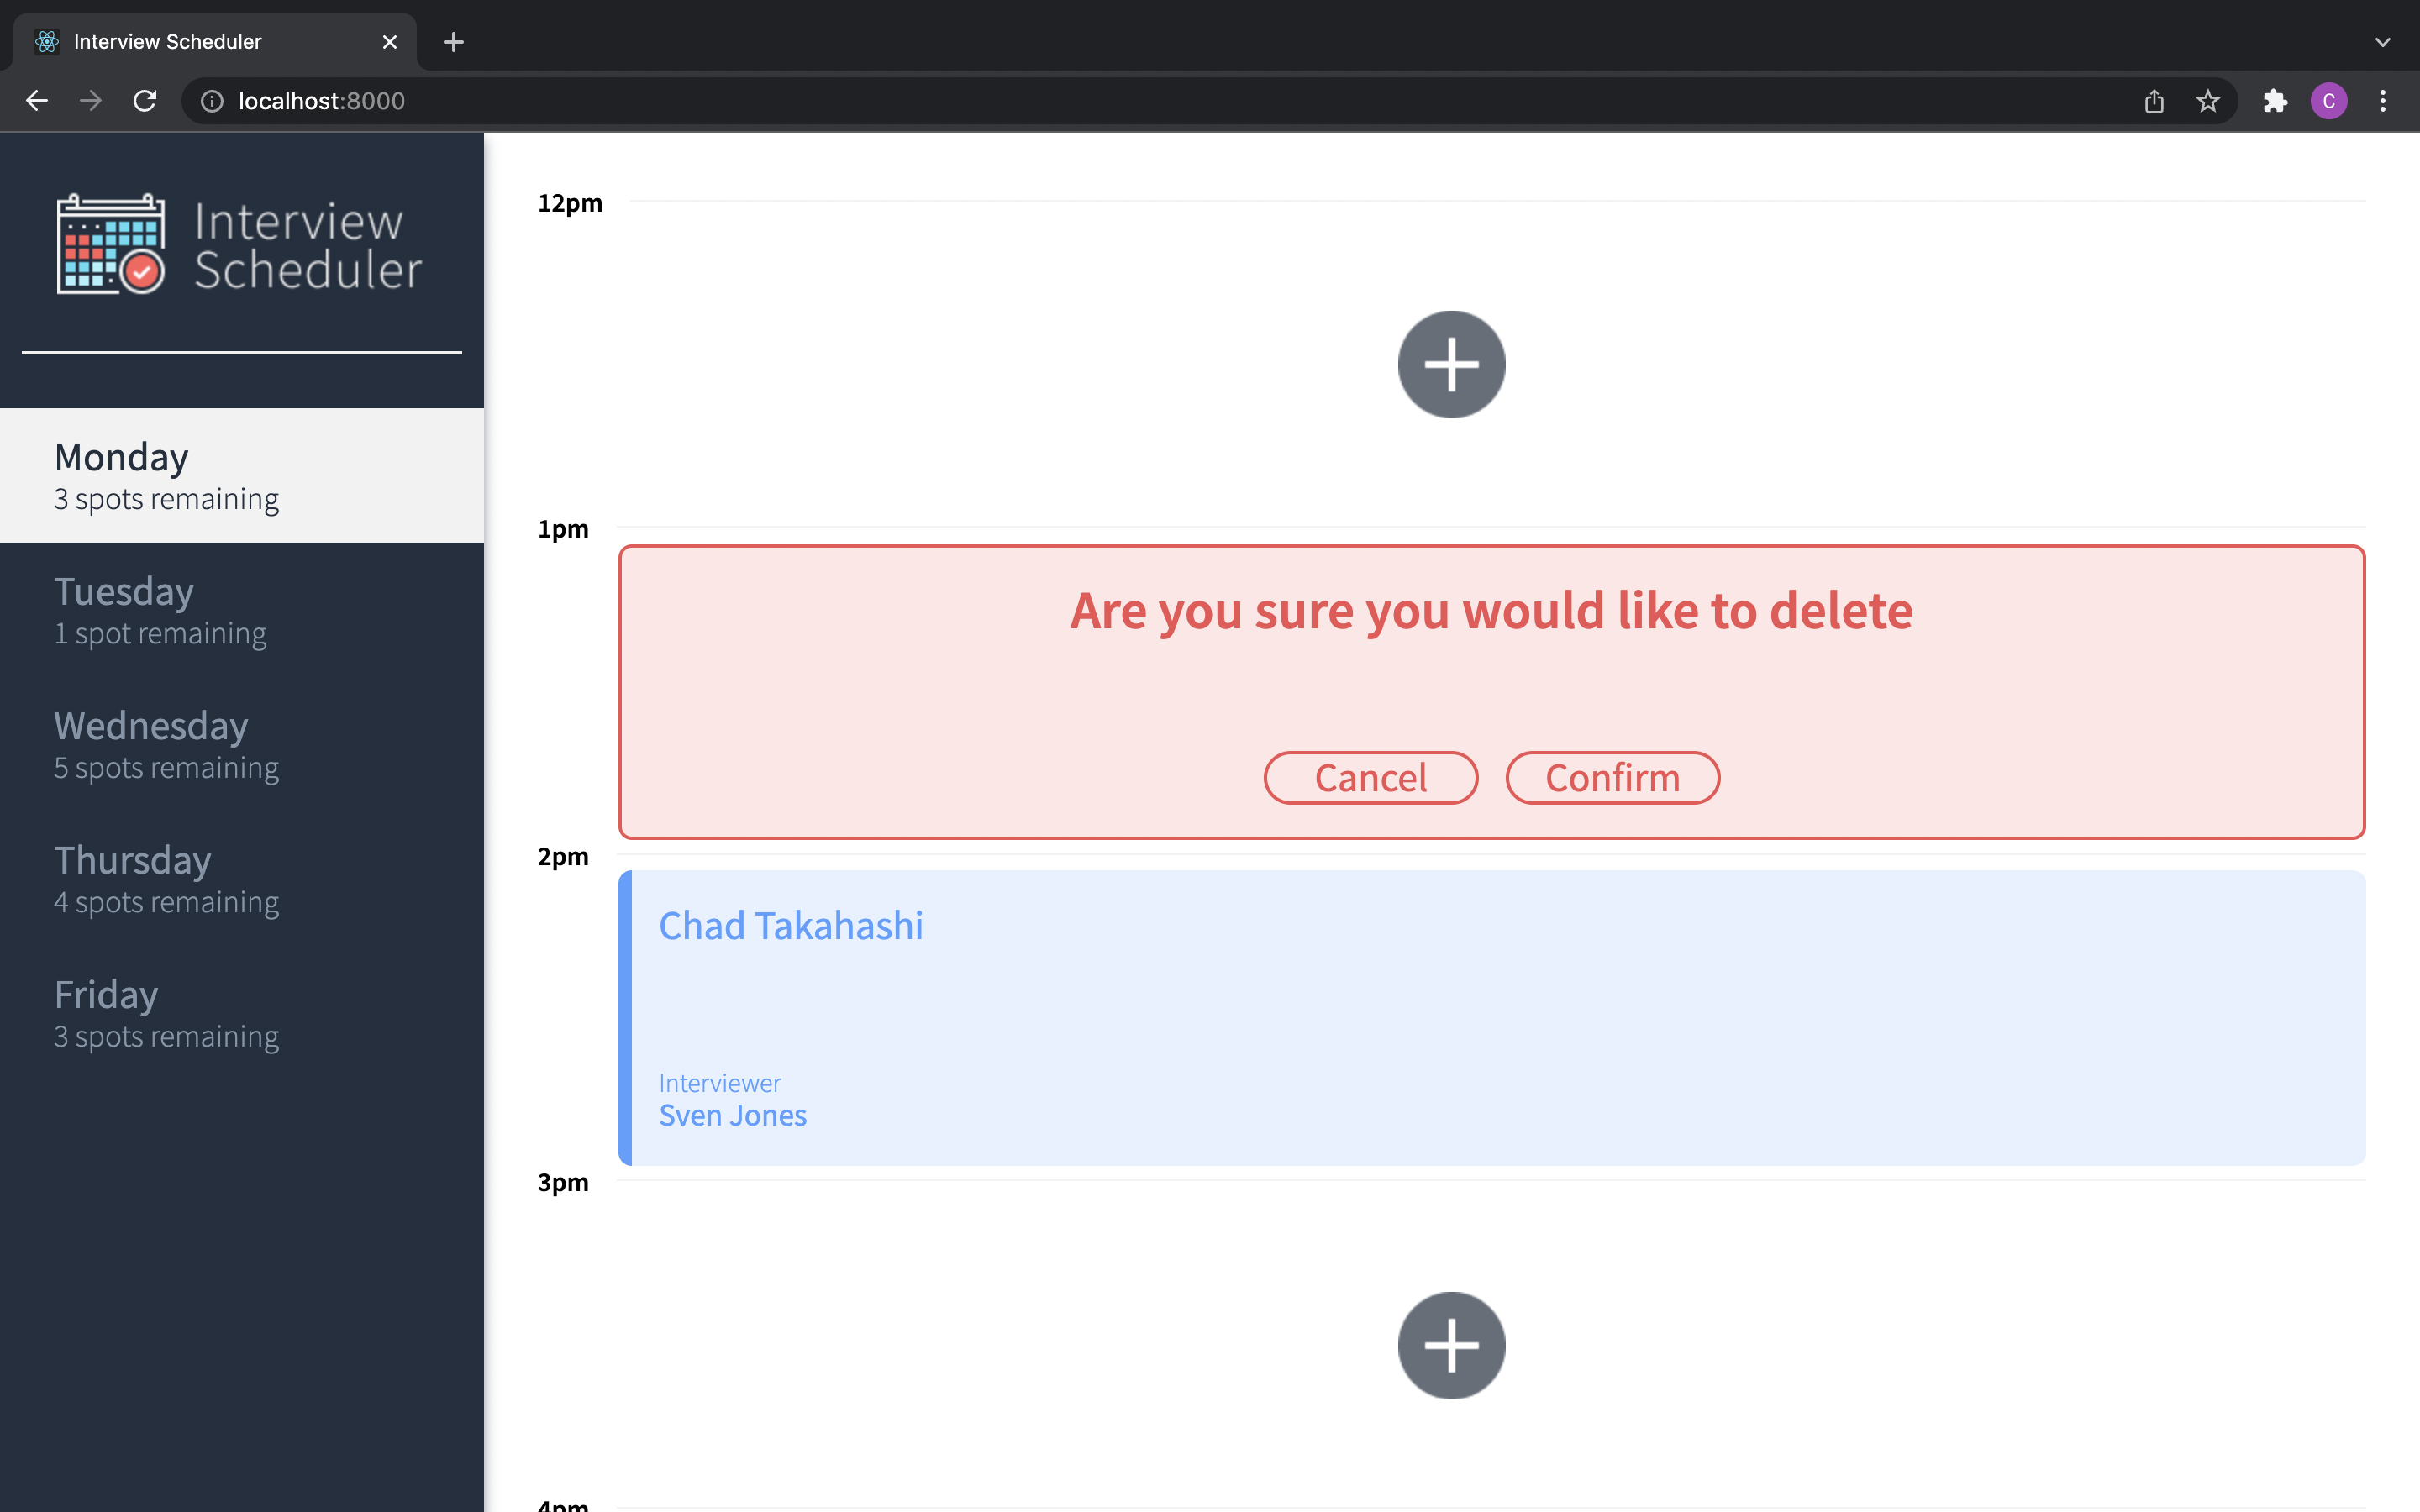 Interview Scheduler
localhost:8000
C
Interview
Scheduler
Monday
3 spots remaining
Tuesday
1 spot remaining
Wednesday
5 spots remaining
Thursday
4 spots remaining
Friday
3 spots remaining
12pm
1pm
Are you sure you would like to delete
Cancel Confirm
2pm
Chad Takahashi
Interviewer
Sven Jones
3pm
4pm